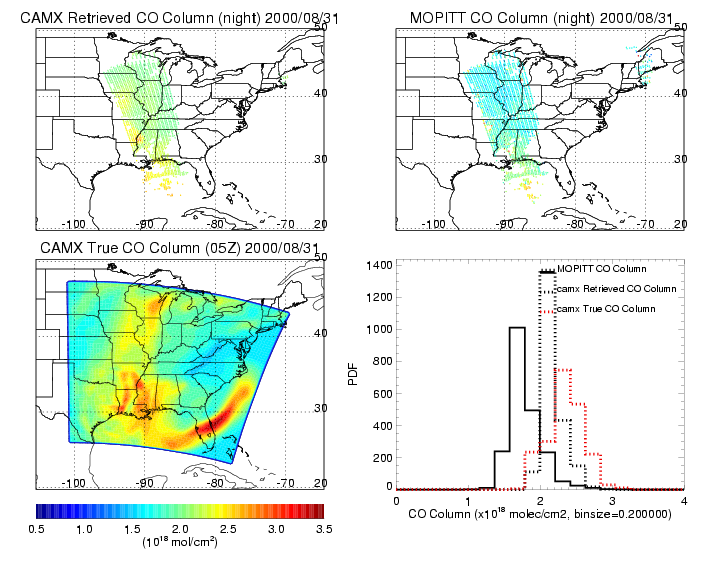 CAMX Retrieved CO Column (night) 2000/08/31
50
40
30
-100 -90 -80 -70 20
MOPITT CO Column (night) 2000/08/31
50
40
30
-100 -90 -80 -70 20
CAMX True CO Column (05Z) 2000/08/31
50
40
30
-100 -90 -80 -70 20
0.5 1.0 1.5 2.0 2.5 3.0 3.5
(10¹⁸ mol/cm²)
1400
1200
1000
800
600
400
200
0
PDF
MOPITT CO Column
camx Retrieved CO Column
camx True CO Column
0 1 2 3 4
CO Column (x10¹⁸ molec/cm2, binsize=0.200000)